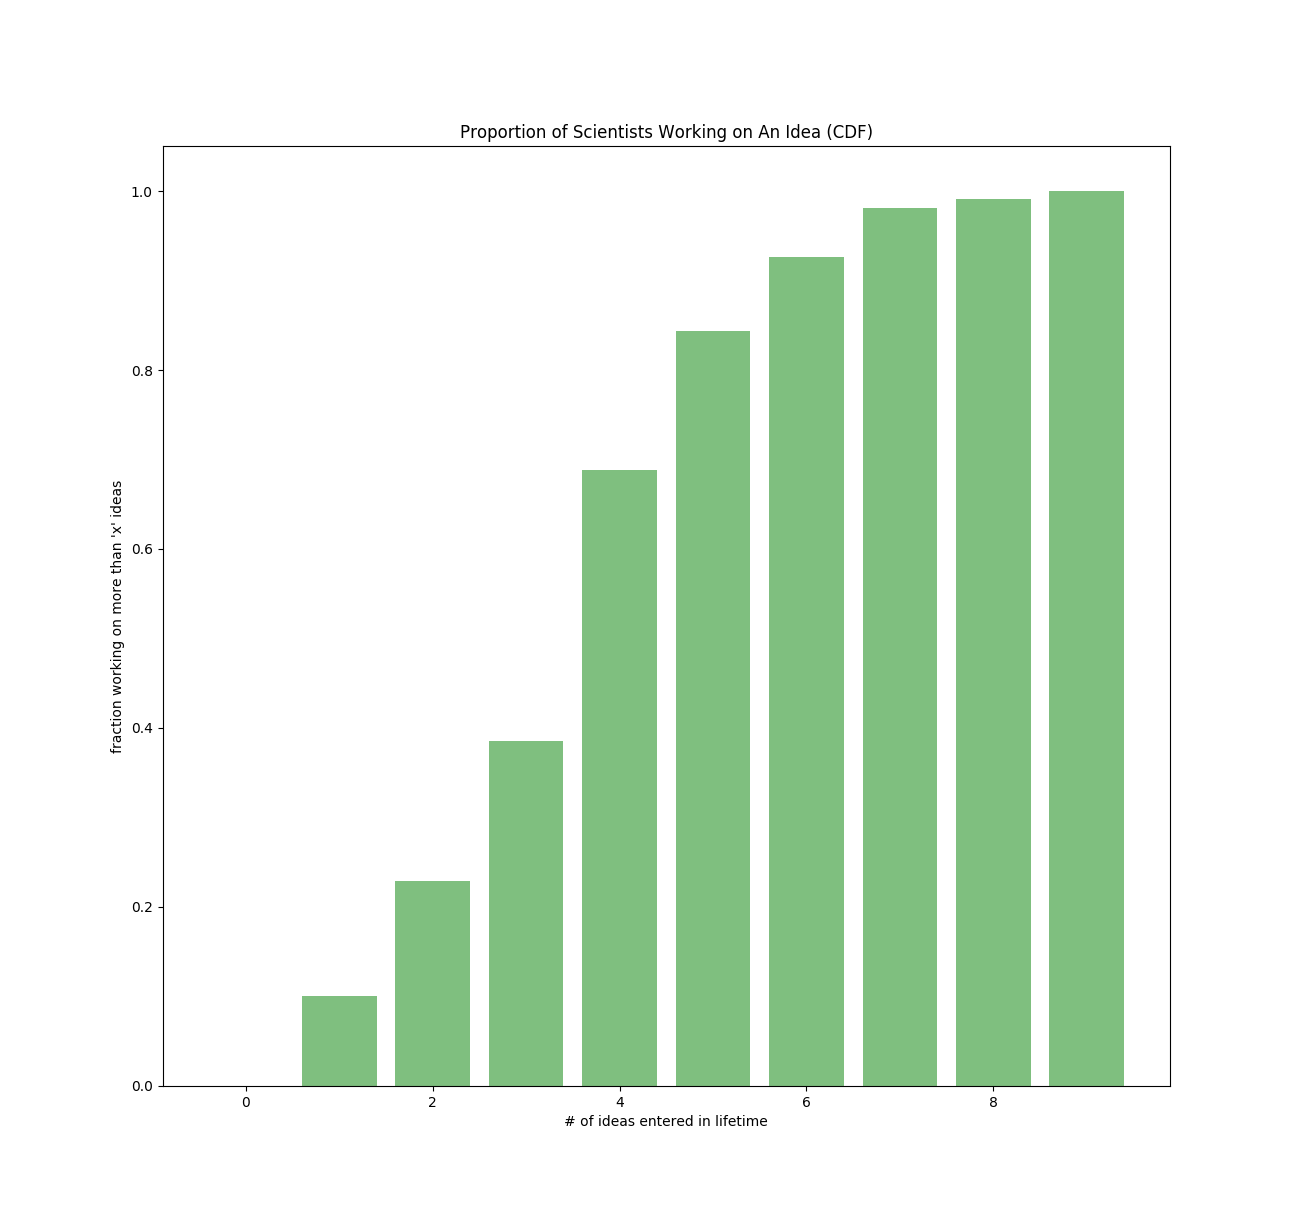 Proportion of Scientists Working on An Idea (CDF)
1.0
0.8
0.6
0.4
0.2
0.0
fraction working on more than 'x' ideas
0 2 4 6 8
# of ideas entered in lifetime